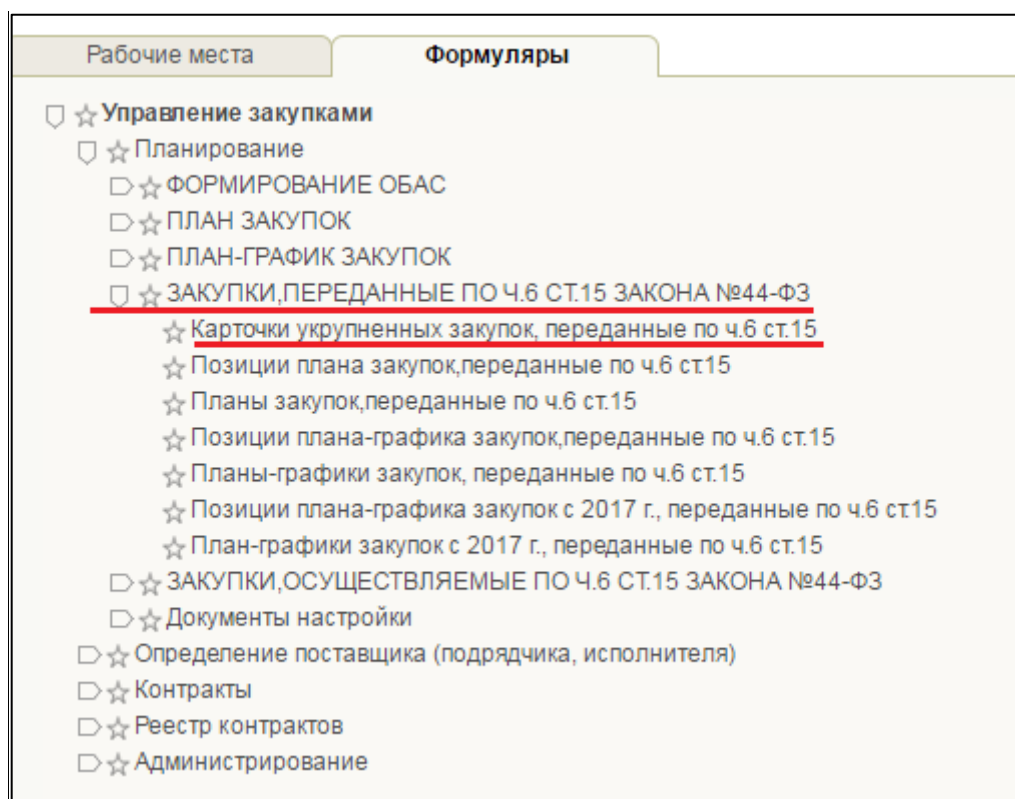 Рабочие места Формуляры
Управление закупками
Планирование
ФОРМИРОВАНИЕ ОБАС
ПЛАН ЗАКУПОК
ПЛАН-ГРАФИК ЗАКУПОК
ЗАКУПКИ,ПЕРЕДАННЫЕ ПО Ч.6 СТ.15 ЗАКОНА №44-ФЗ
Карточки укрупненных закупок, переданные по ч.6 ст.15
Позиции плана закупок,переданные по ч.6 ст.15
Планы закупок,переданные по ч.6 ст.15
Позиции плана-графика закупок,переданные по ч.6 ст.15
Планы-графики закупок, переданные по ч.6 ст.15
Позиции плана-графика закупок с 2017 г., переданные по ч.6 ст.15
План-графики закупок с 2017 г., переданные по ч.6 ст.15
ЗАКУПКИ,ОСУЩЕСТВЛЯЕМЫЕ ПО Ч.6 СТ.15 ЗАКОНА №44-ФЗ
Документы настройки
Определение поставщика (подрядчика, исполнителя)
Контракты
Реестр контрактов
Администрирование